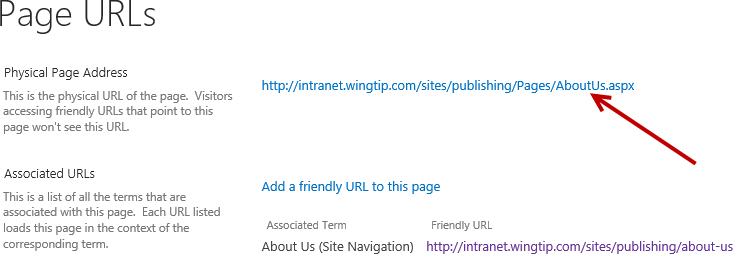 Page URLs
Physical Page Address
This is the physical URL of the page. Visitors
accessing friendly URLs that point to this
page won't see this URL.
http://intranet.wingtip.com/sites/publishing/Pages/AboutUs.aspx
Associated URLs
This is a list of all the terms that are
associated with this page. Each URL listed
loads this page in the context of the
corresponding term.
Add a friendly URL to this page
Associated Term Friendly URL
About Us (Site Navigation) http://intranet.wingtip.com/sites/publishing/about-us